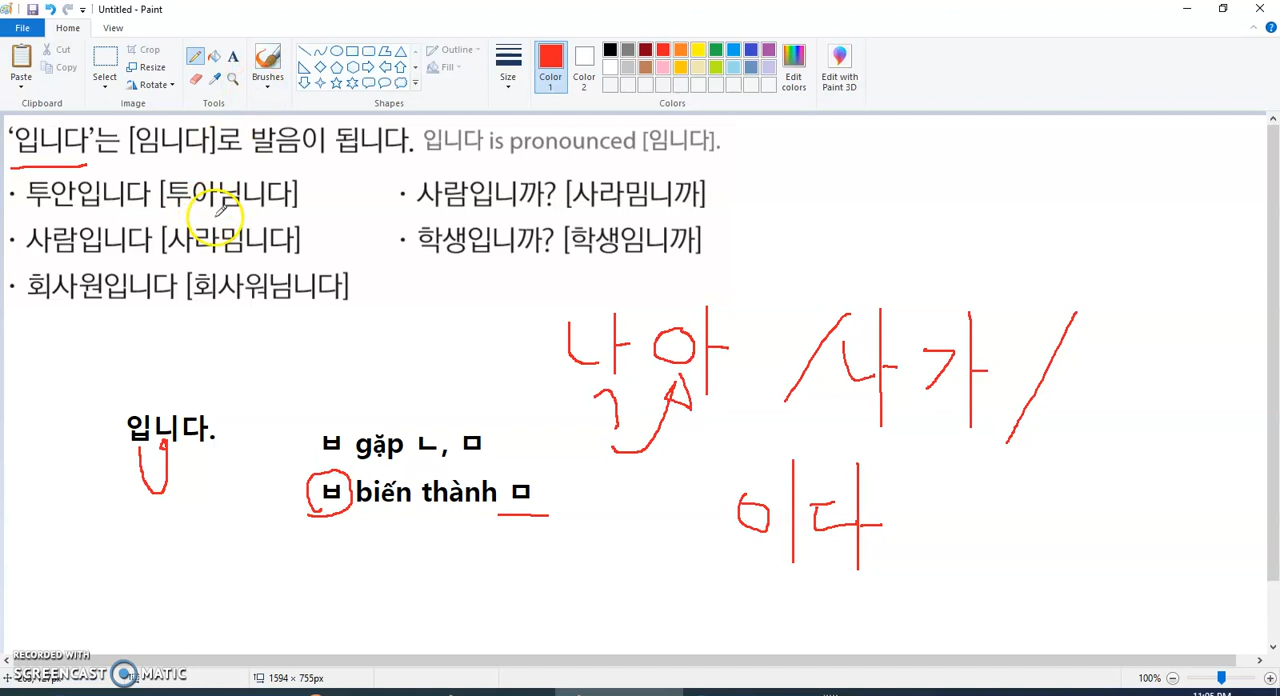 Untitled - Paint
File Home View
Paste Cut Copy Select Crop Resize Rotate Brushes Outline Fill Size Color 1 Color 2 Edit colors Edit with Paint 3D
Clipboard Image Tools Shapes Colors
‘입니다’는 [임니다]로 발음이 됩니다. 입니다 is pronounced [임니다].
· 투안입니다 [투아님니다] · 사람입니까? [사라밈니까]
· 사람입니다 [사라밈니다] · 학생입니까? [학생임니까]
· 회사원입니다 [회사워님니다]
나 아 / 사 가 /
ㄱ
입니다.
ㅂ gặp ㄴ, ㅁ
ㅂ biến thành ㅁ
이 다
RECORDED WITH
SCREENCAST MATIC
1594 × 755px
100%
11:05 PM